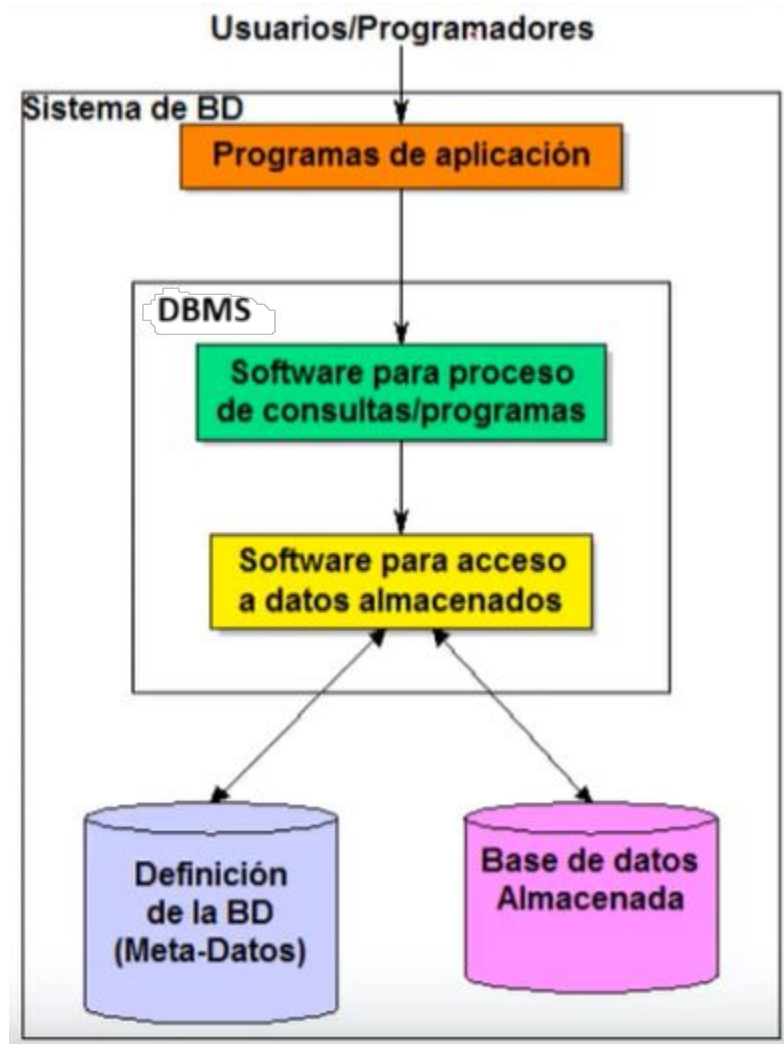 Usuarios/Programadores
Sistema de BD
Programas de aplicación
DBMS
Software para proceso
de consultas/programas
Software para acceso
a datos almacenados
Definición
de la BD
(Meta-Datos)
Base de datos
Almacenada